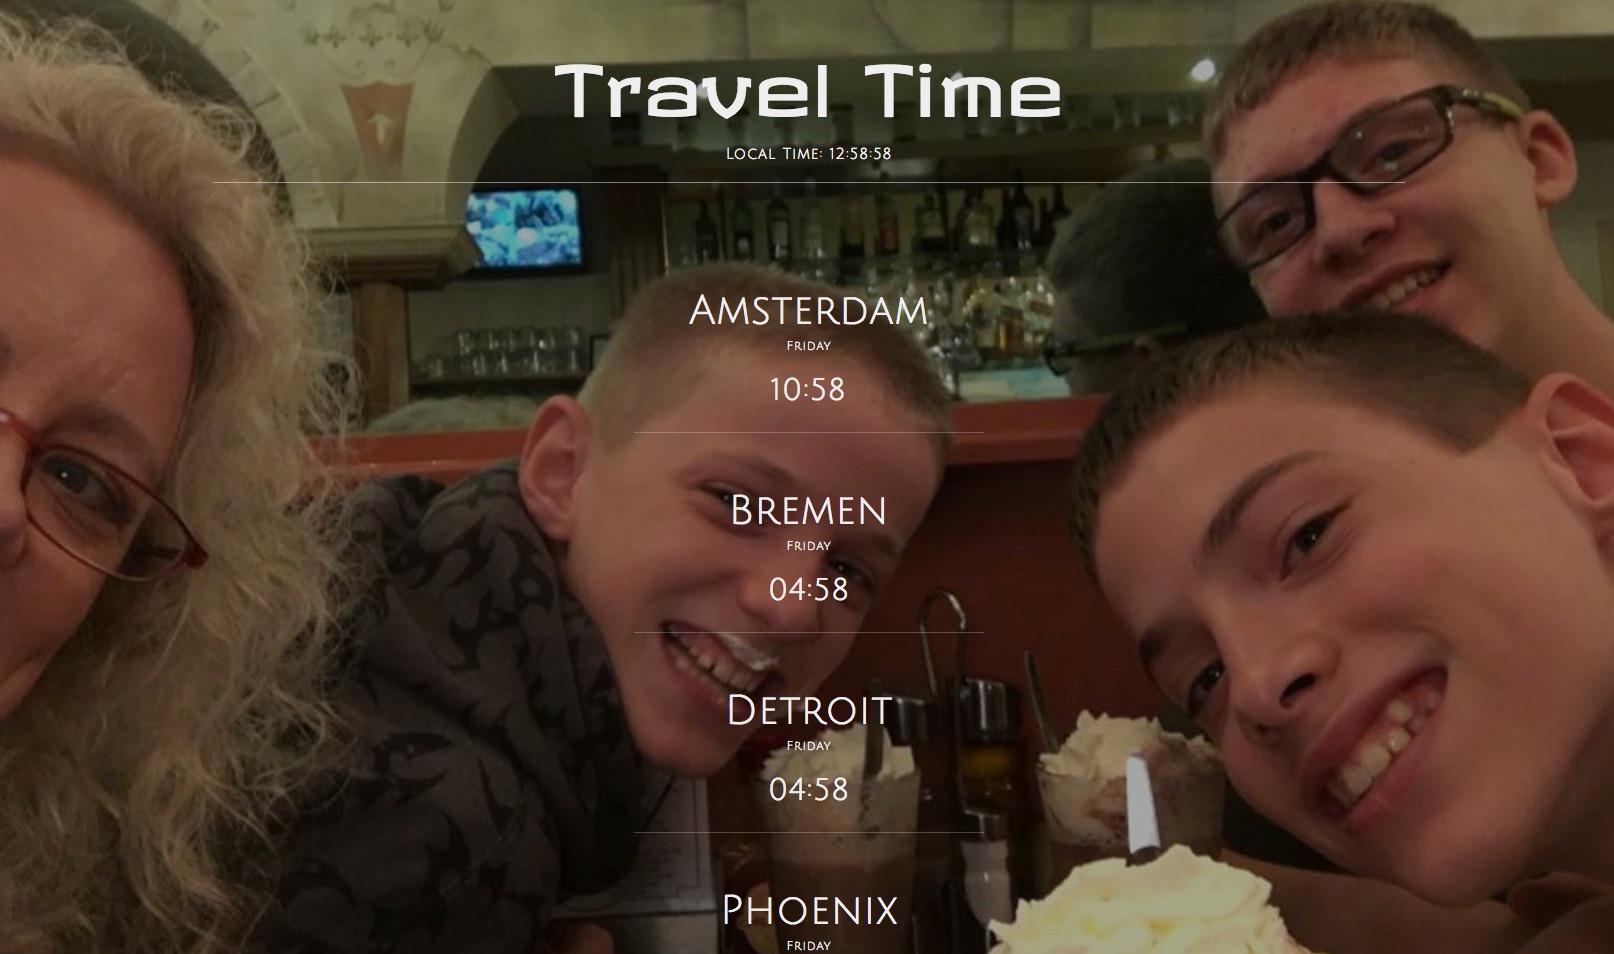 Travel Time
Local Time: 12:58:58
Amsterdam
Friday
10:58
Bremen
Friday
04:58
Detroit
Friday
04:58
Phoenix
Friday